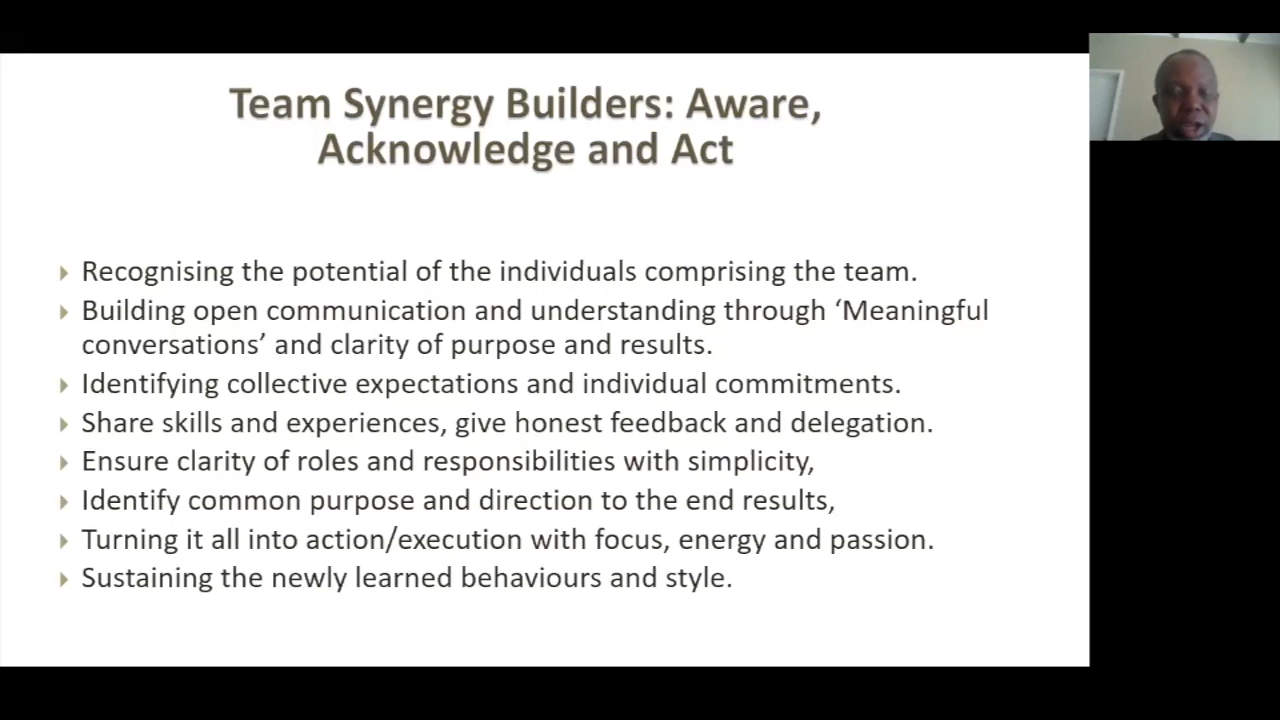 Team Synergy Builders: Aware,
Acknowledge and Act
Recognising the potential of the individuals comprising the team.
Building open communication and understanding through ‘Meaningful
conversations’ and clarity of purpose and results.
Identifying collective expectations and individual commitments.
Share skills and experiences, give honest feedback and delegation.
Ensure clarity of roles and responsibilities with simplicity,
Identify common purpose and direction to the end results,
Turning it all into action/execution with focus, energy and passion.
Sustaining the newly learned behaviours and style.